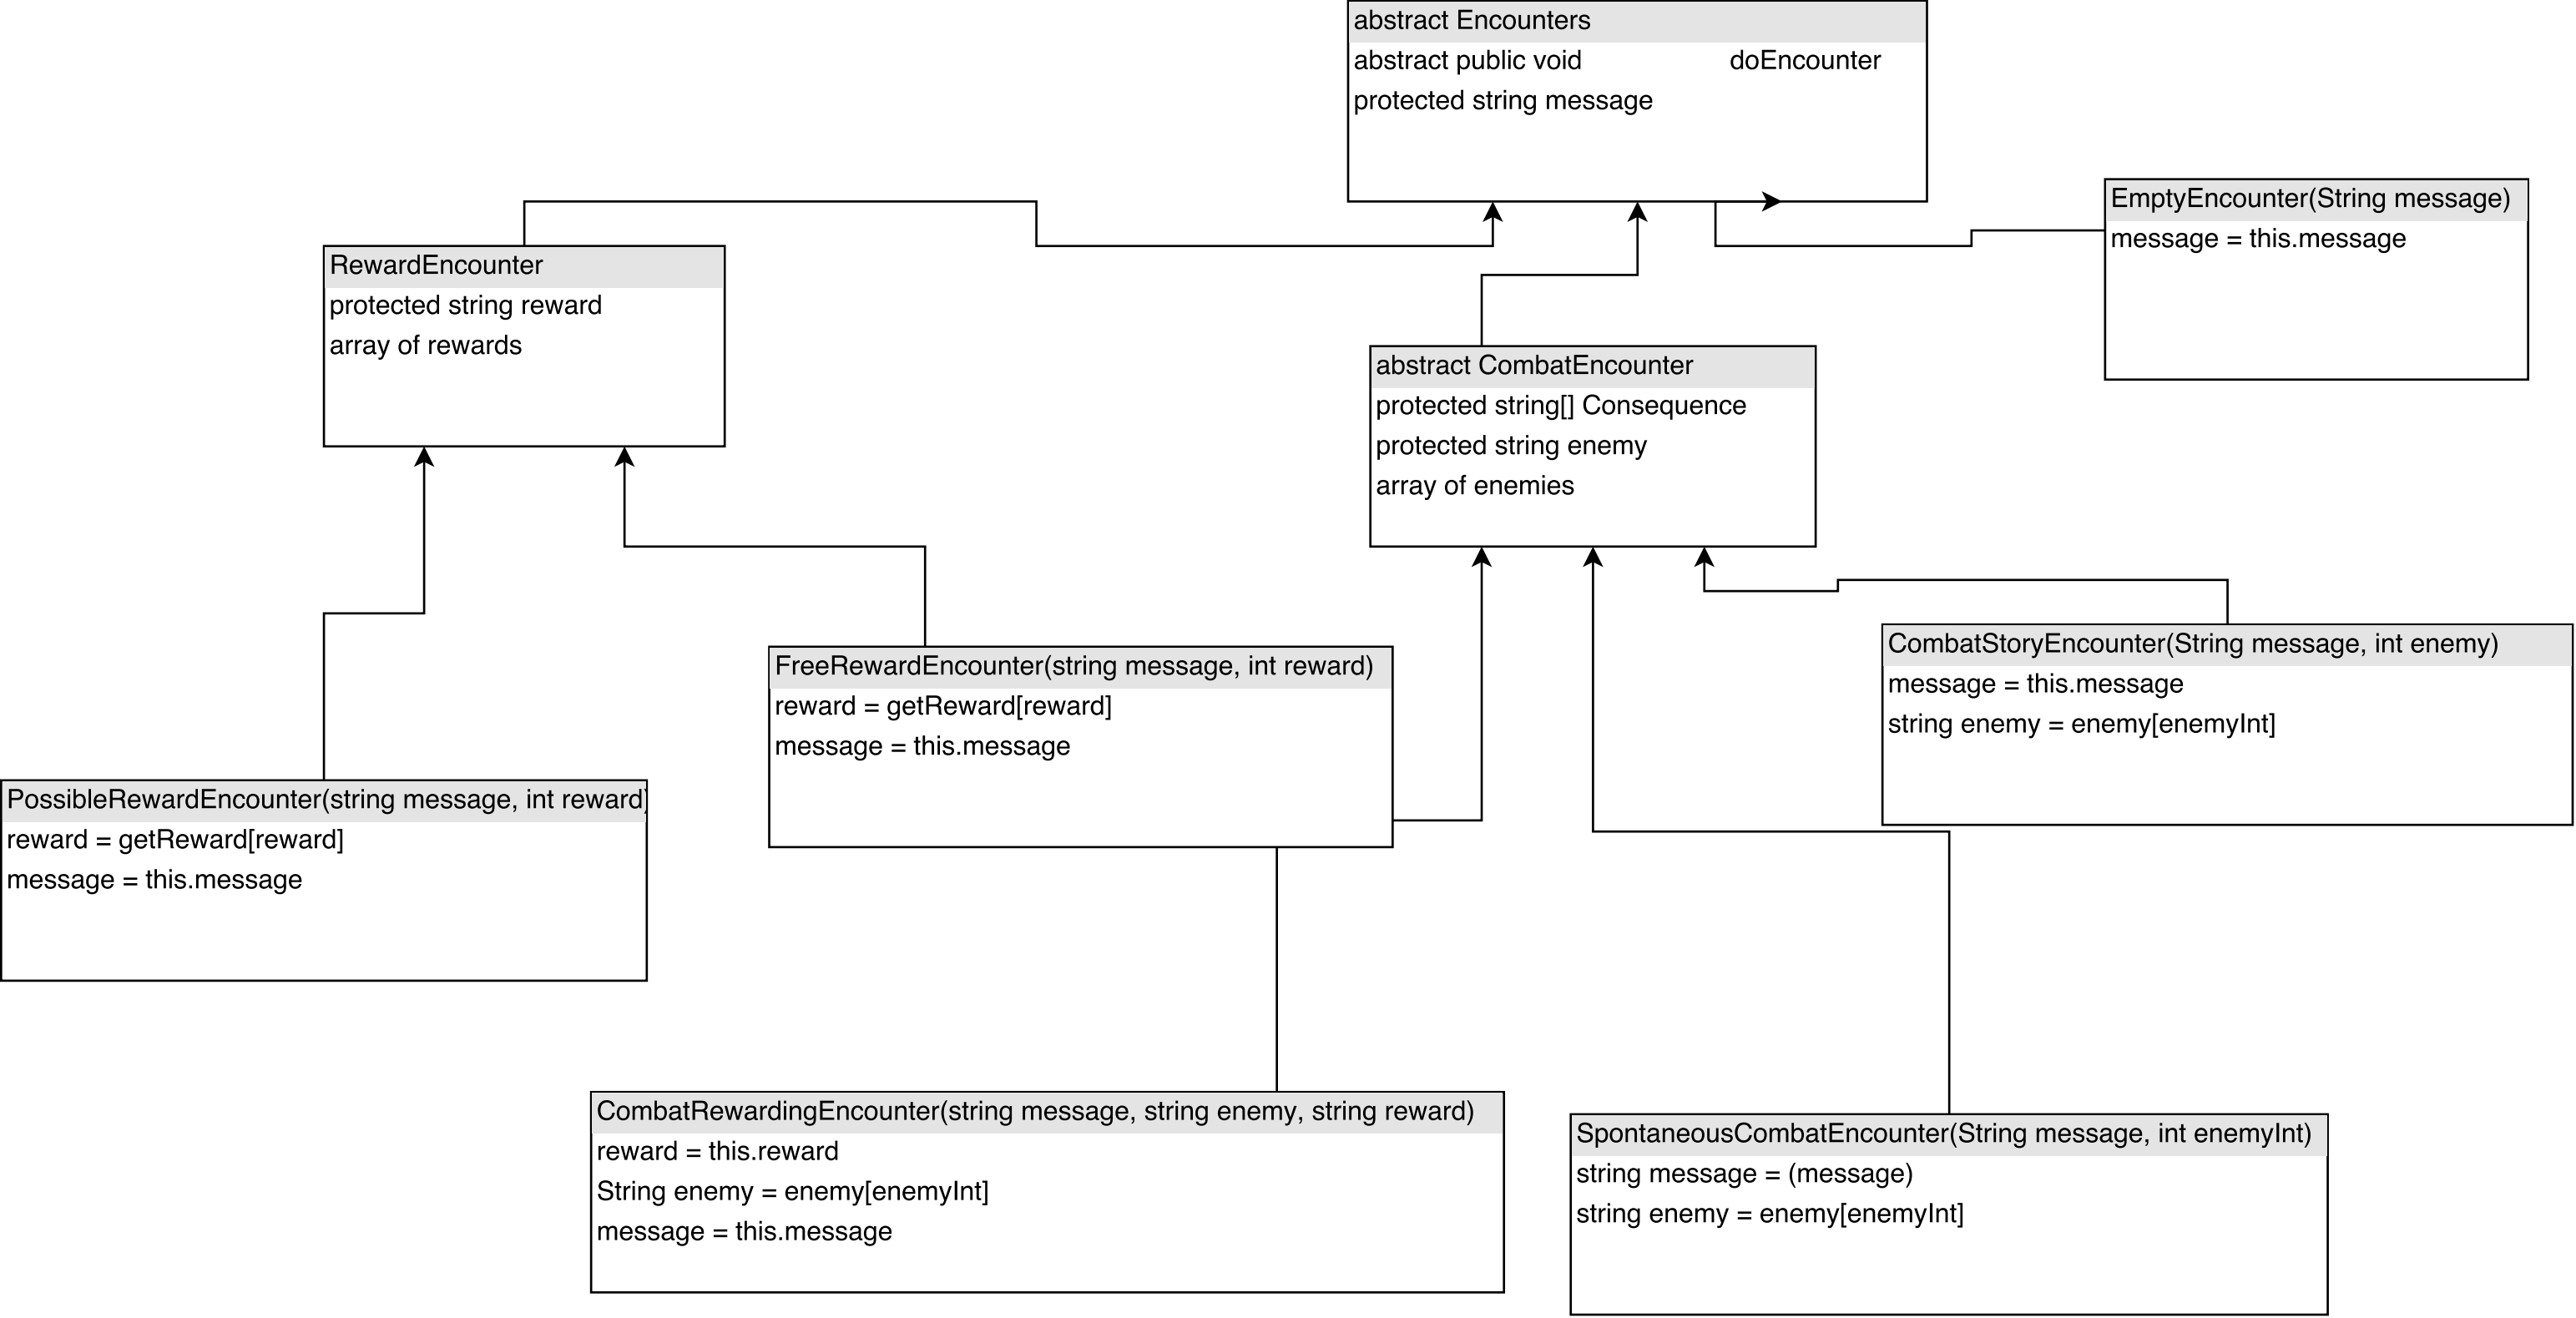 abstract Encounters
abstract public void doEncounter
protected string message
EmptyEncounter(String message)
message = this.message
RewardEncounter
protected string reward
array of rewards
abstract CombatEncounter
protected string[] Consequence
protected string enemy
array of enemies
CombatStoryEncounter(String message, int enemy)
message = this.message
string enemy = enemy[enemyInt]
FreeRewardEncounter(string message, int reward)
reward = getReward[reward]
message = this.message
PossibleRewardEncounter(string message, int reward)
reward = getReward[reward]
message = this.message
CombatRewardingEncounter(string message, string enemy, string reward)
reward = this.reward
String enemy = enemy[enemyInt]
message = this.message
SpontaneousCombatEncounter(String message, int enemyInt)
string message = (message)
string enemy = enemy[enemyInt]